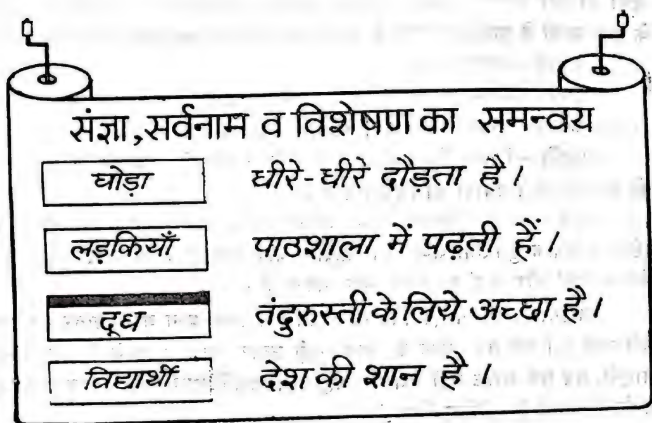 संज्ञा,सर्वनाम व विशेषण का समन्वय
घोड़ा धीरे-धीरे दौड़ता है।
लड़कियाँ पाठशाला में पढ़ती हैं।
दूध तंदुरुस्ती के लिये अच्छा है।
विद्यार्थी देश की शान है।